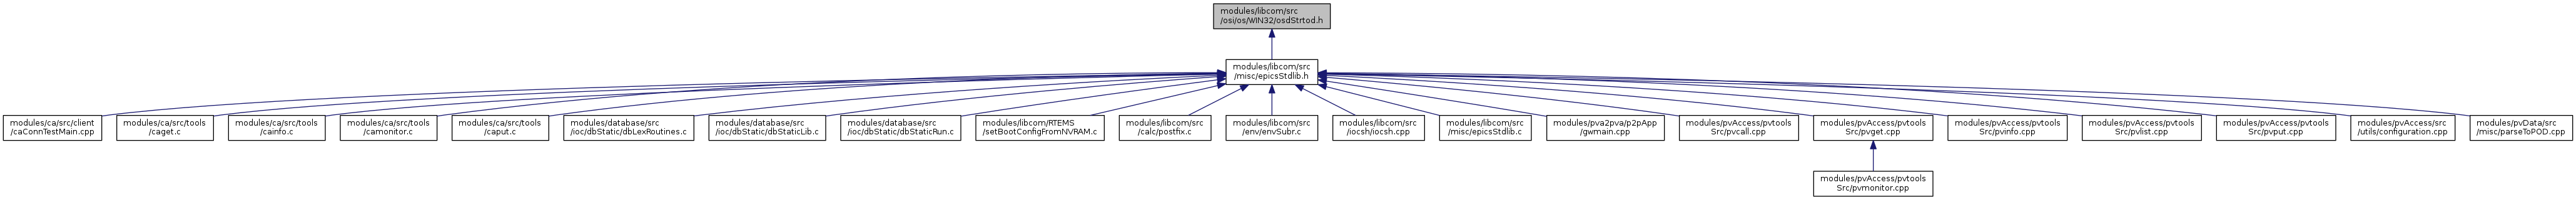 modules/libcom/src
/osi/os/WIN32/osdStrtod.h
modules/libcom/src
/misc/epicsStdlib.h
modules/ca/src/client
/caConnTestMain.cpp
modules/ca/src/tools
/caget.c
modules/ca/src/tools
/cainfo.c
modules/ca/src/tools
/camonitor.c
modules/ca/src/tools
/caput.c
modules/database/src
/ioc/dbStatic/dbLexRoutines.c
modules/database/src
/ioc/dbStatic/dbStaticLib.c
modules/database/src
/ioc/dbStatic/dbStaticRun.c
modules/libcom/RTEMS
/setBootConfigFromNVRAM.c
modules/libcom/src
/calc/postfix.c
modules/libcom/src
/env/envSubr.c
modules/libcom/src
/iocsh/iocsh.cpp
modules/libcom/src
/misc/epicsStdlib.c
modules/pva2pva/p2pApp
/gwmain.cpp
modules/pvAccess/pvtools
Src/pvcall.cpp
modules/pvAccess/pvtools
Src/pvget.cpp
modules/pvAccess/pvtools
Src/pvinfo.cpp
modules/pvAccess/pvtools
Src/pvlist.cpp
modules/pvAccess/pvtools
Src/pvput.cpp
modules/pvAccess/src
/utils/configuration.cpp
modules/pvData/src
/misc/parseToPOD.cpp
modules/pvAccess/pvtools
Src/pvmonitor.cpp